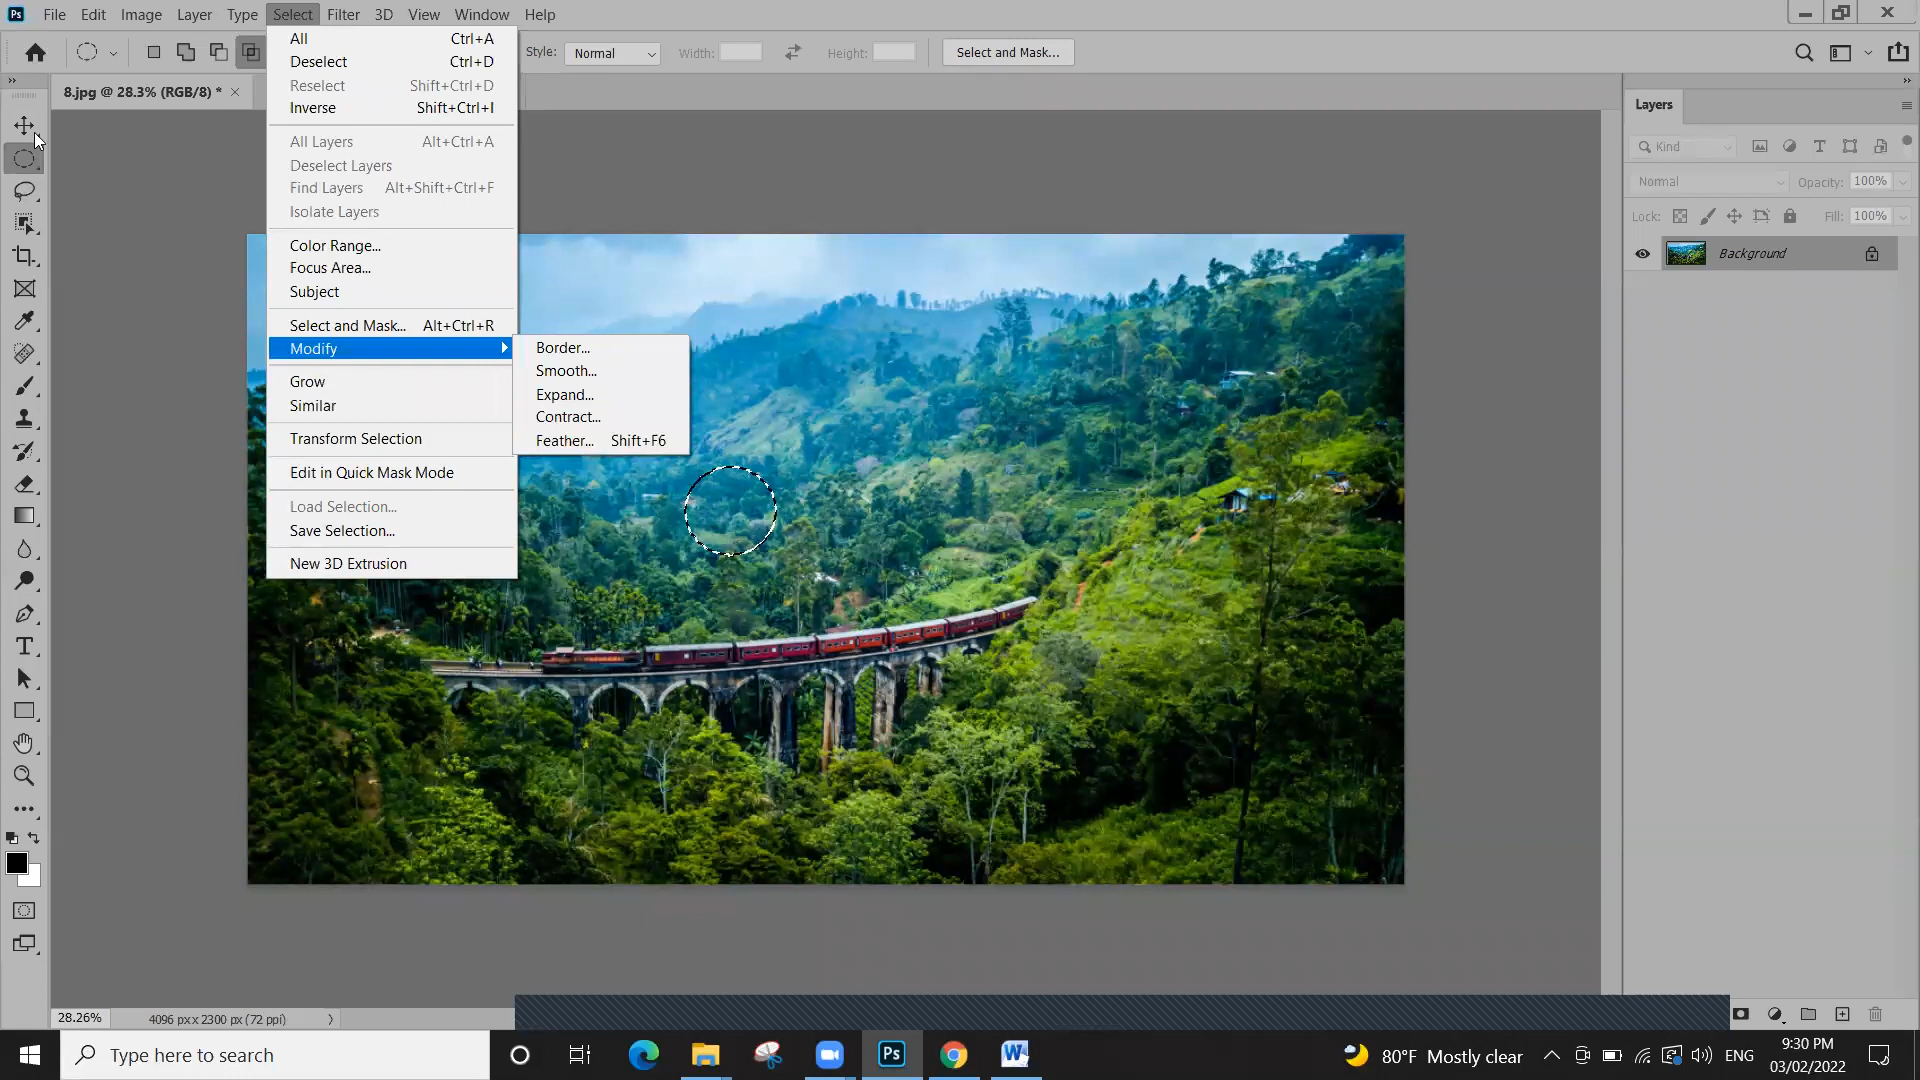 Ps File Edit Image Layer Type Select Filter 3D View Window Help
Style: Normal Width: Height: Select and Mask...
8.jpg @ 28.3% (RGB/8) *
All Ctrl+A
Deselect Ctrl+D
Reselect Shift+Ctrl+D
Inverse Shift+Ctrl+I
All Layers Alt+Ctrl+A
Deselect Layers
Find Layers Alt+Shift+Ctrl+F
Isolate Layers
Color Range...
Focus Area...
Subject
Select and Mask... Alt+Ctrl+R
Modify
Grow
Similar
Transform Selection
Edit in Quick Mask Mode
Load Selection...
Save Selection...
New 3D Extrusion
Border...
Smooth...
Expand...
Contract...
Feather... Shift+F6
Layers
Kind
Normal Opacity: 100%
Lock: Fill: 100%
Background
28.26% 4096 px x 2300 px (72 ppi)
Type here to search
Ps
W
80°F Mostly clear
ENG
9:30 PM
03/02/2022